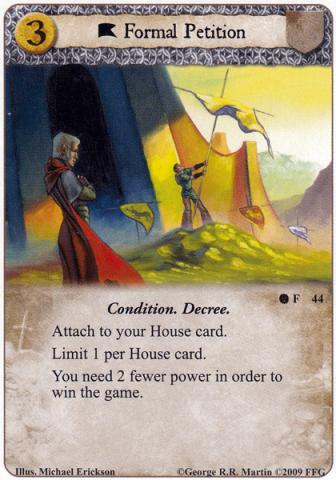 3
Formal Petition
F 44
Condition. Decree.
Attach to your House card.
Limit 1 per House card.
You need 2 fewer power in order to
win the game.
Illus. Michael Erickson ©George R.R. Martin ©2009 FFG